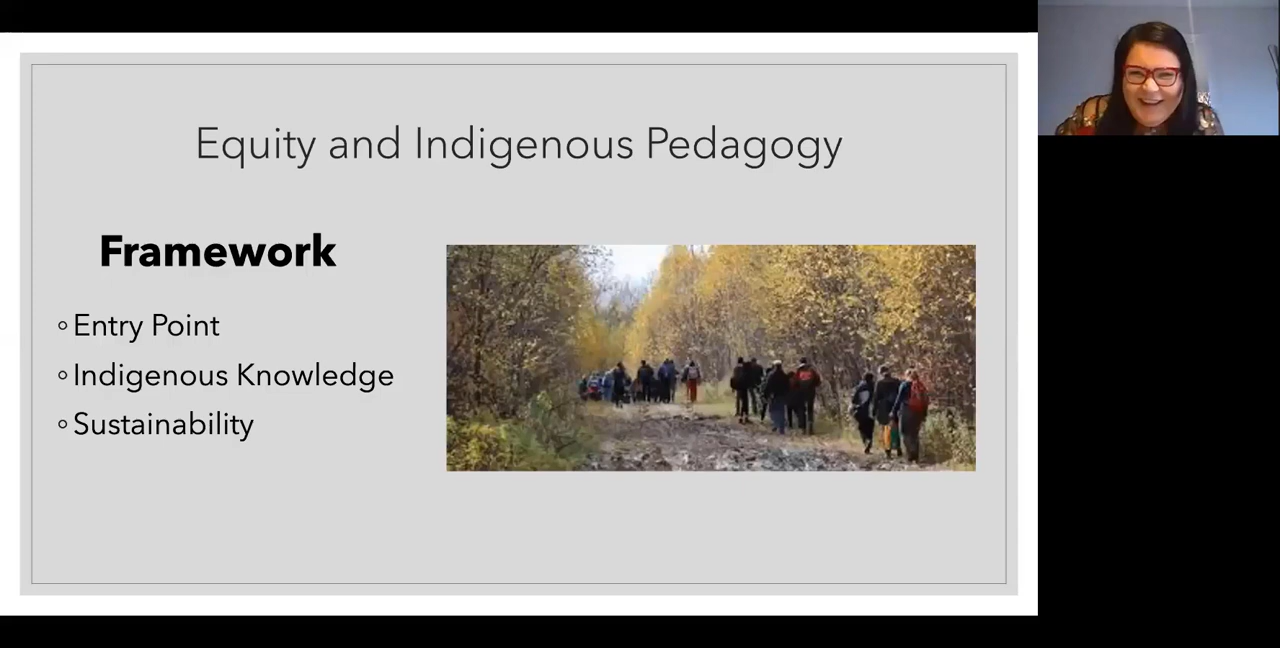 Equity and Indigenous Pedagogy
Framework
◦Entry Point
◦Indigenous Knowledge
◦Sustainability